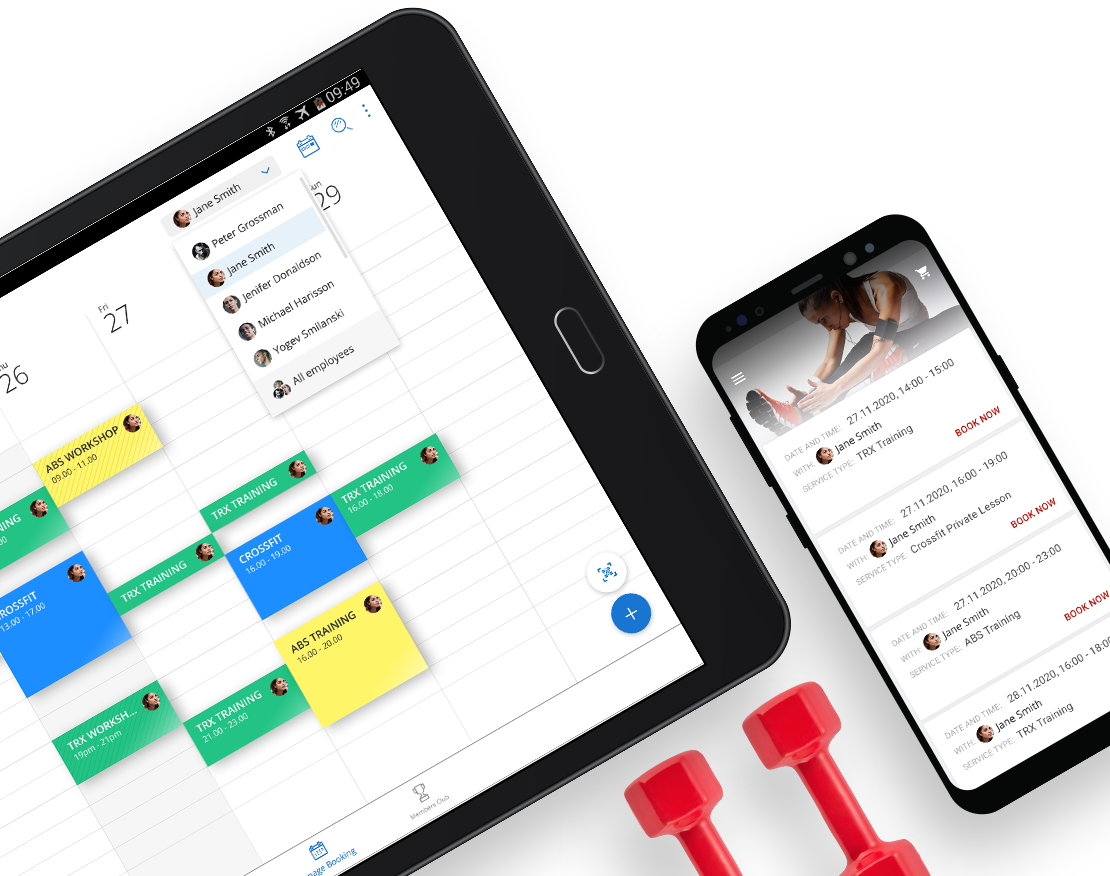 09:49
Jane Smith
Peter Grossman
Jane Smith
Jenifer Donaldson
Michael Harisson
Yogev Smilanski
All employees
29
Fri
27
26
ABS WORKSHOP
09.00 - 11.00
CROSSFIT
13.00 - 17.00
TRX WORKSH...
19pm - 21pm
TRX TRAINING
TRX TRAINING
TRX TRAINING
21.00 - 23.00
CROSSFIT
16.00 - 19.00
ABS TRAINING
16.00 - 20.00
TRX TRAINING
16.00 - 18.00
Members Club
Booking
DATE AND TIME: 27.11.2020, 14:00 - 15:00
WITH: Jane Smith
SERVICE TYPE: TRX Training
BOOK NOW
DATE AND TIME: 27.11.2020, 16:00 - 19:00
WITH: Jane Smith
SERVICE TYPE: Crossfit Private Lesson
BOOK NOW
DATE AND TIME: 27.11.2020, 20:00 - 23:00
WITH: Jane Smith
SERVICE TYPE: ABS Training
BOOK NOW
DATE AND TIME: 28.11.2020, 16:00 - 18:00
WITH: Jane Smith
SERVICE TYPE: TRX Training